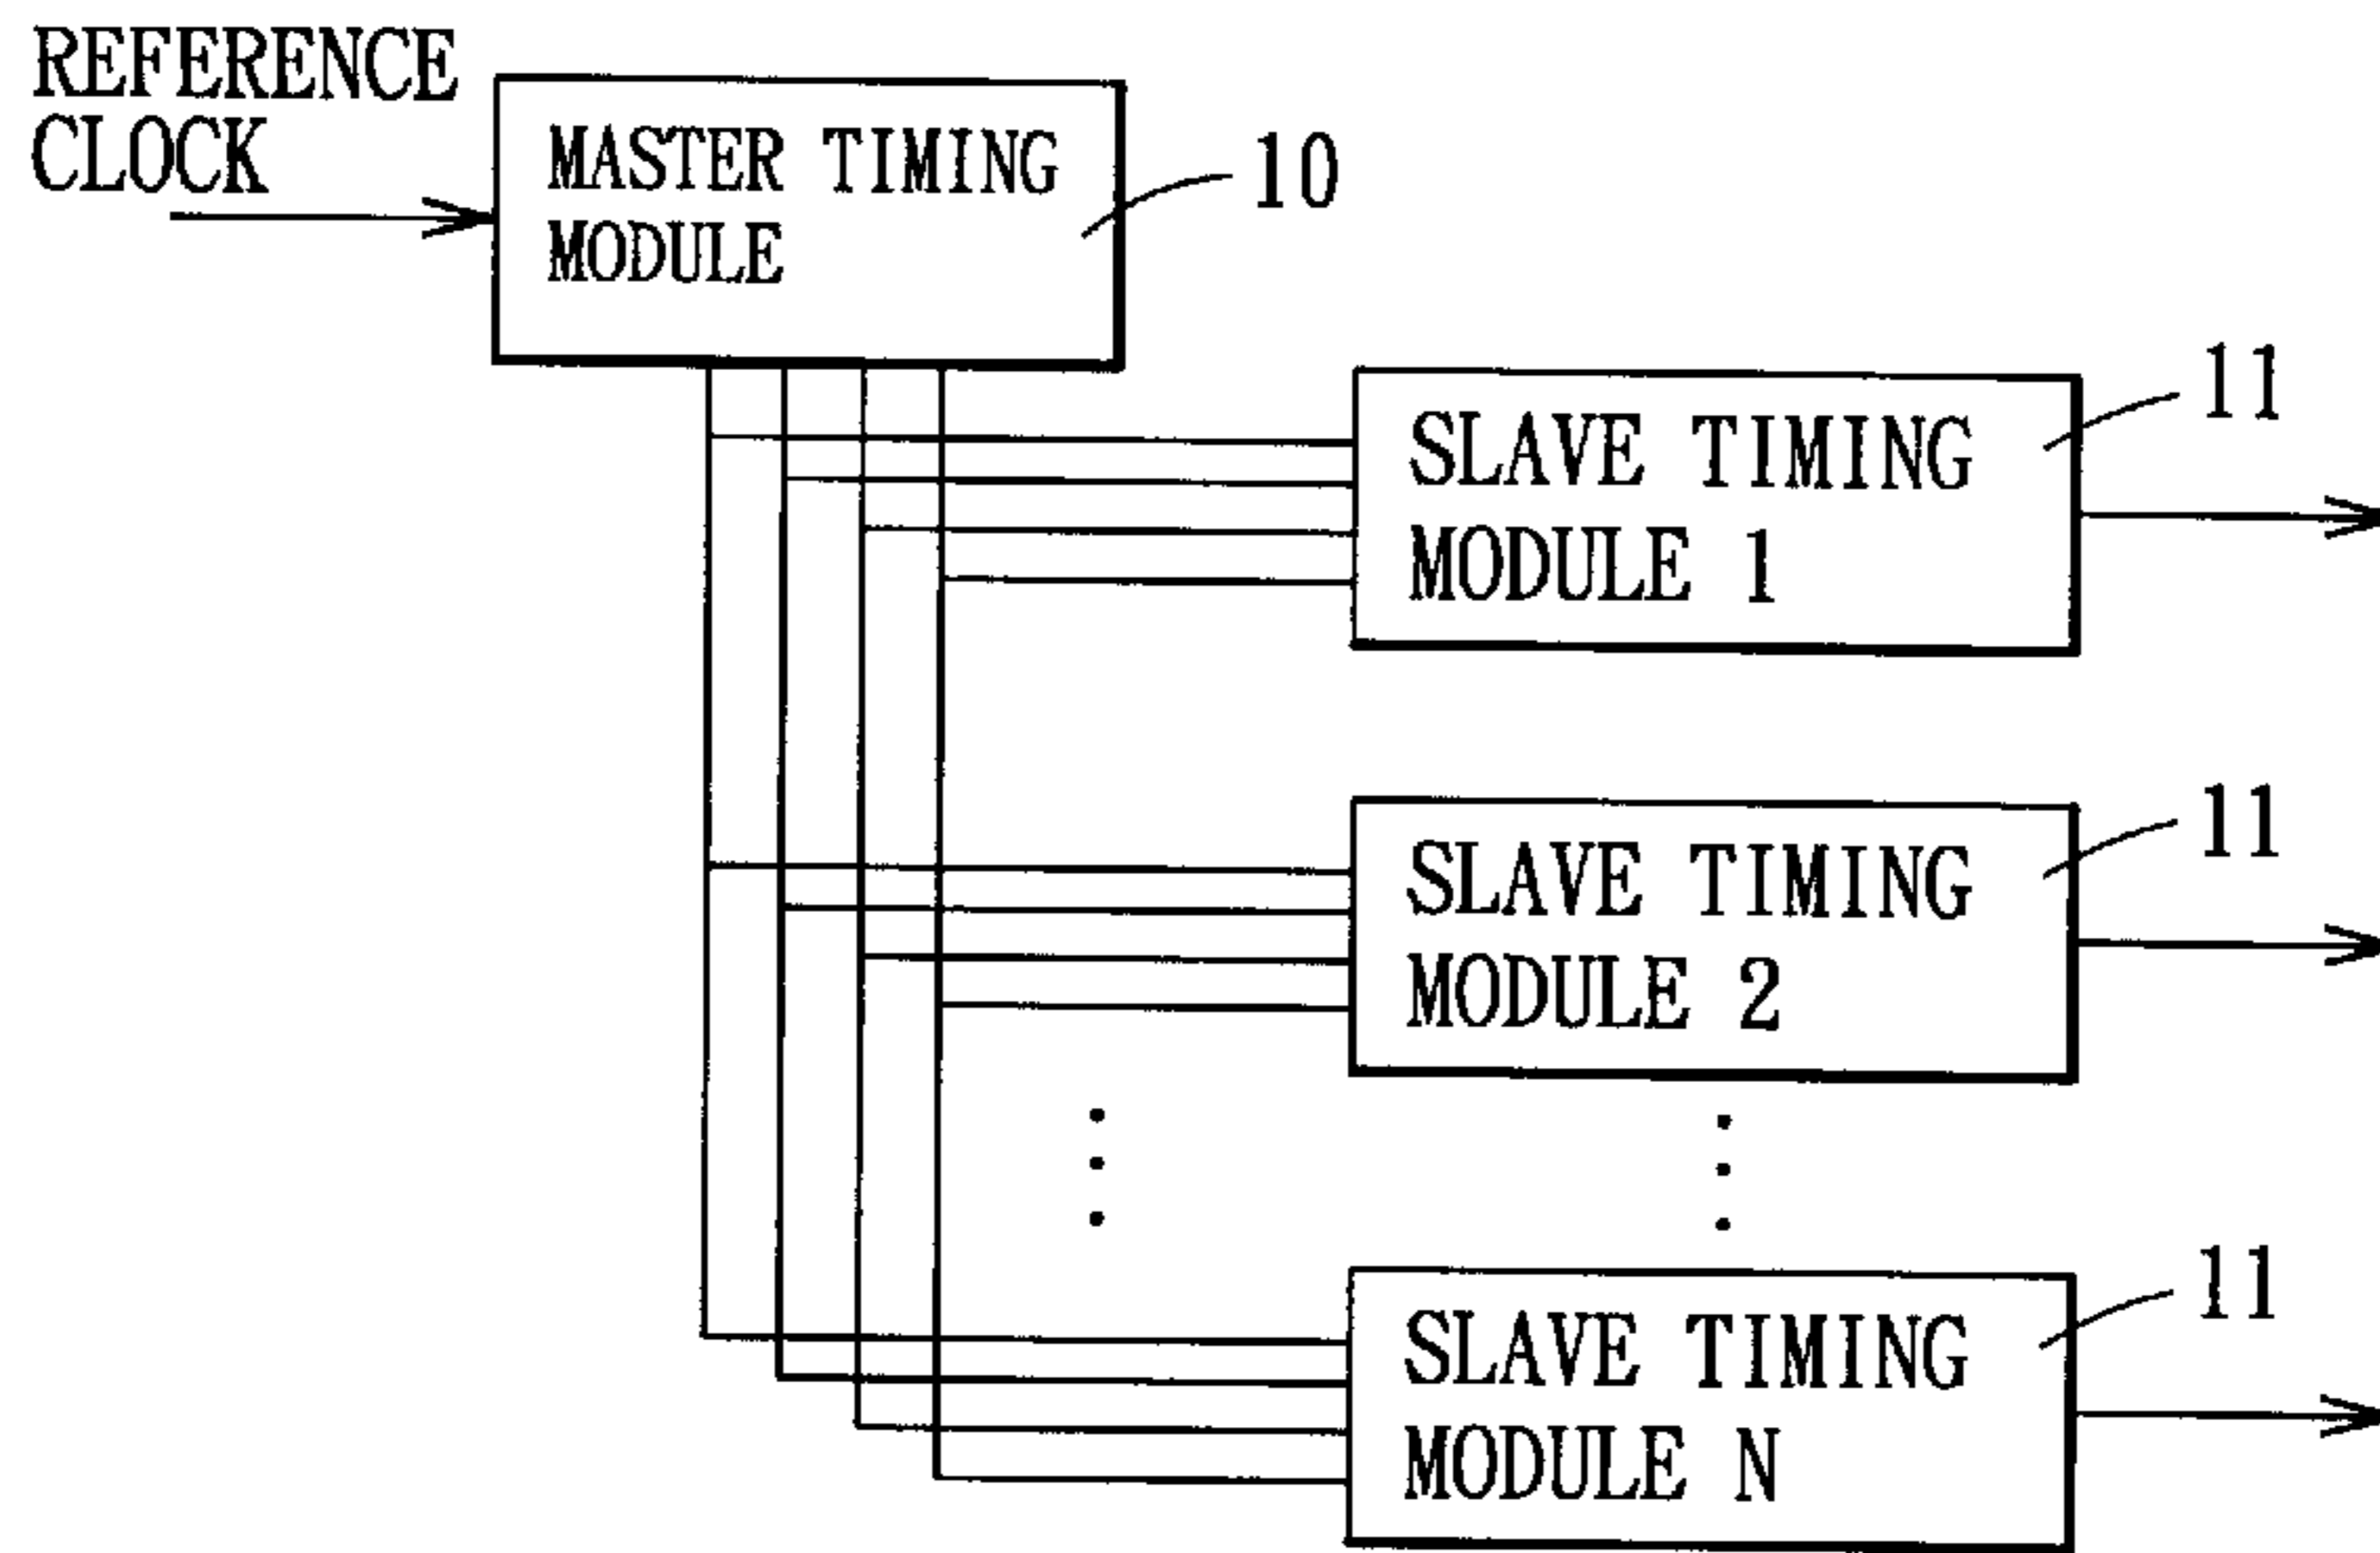 REFERENCE
CLOCK
MASTER TIMING
MODULE
10
SLAVE TIMING
MODULE 1
11
SLAVE TIMING
MODULE 2
11
SLAVE TIMING
MODULE N
11